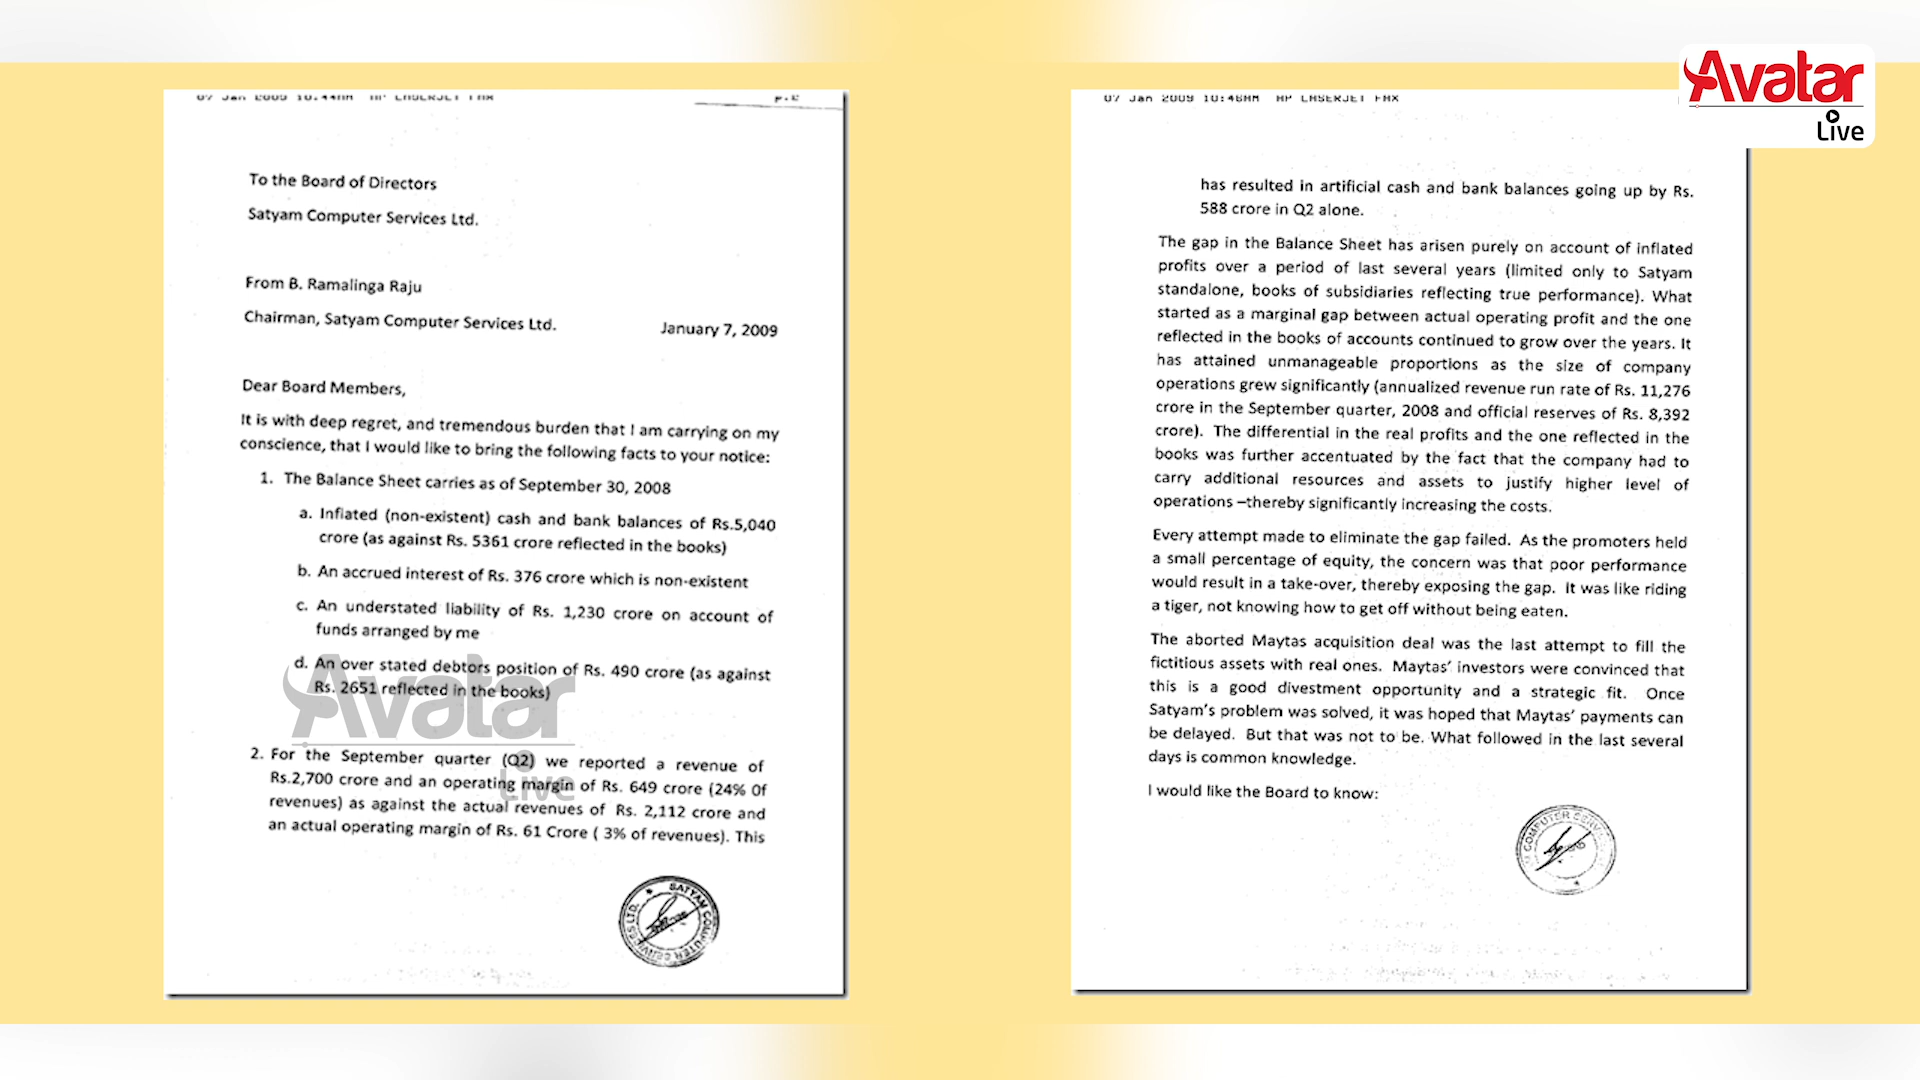 07 Jan 2009 10:44AM HP LASERJET FAX
p.2
To the Board of Directors
Satyam Computer Services Ltd.
From B. Ramalinga Raju
Chairman, Satyam Computer Services Ltd. January 7, 2009
Dear Board Members,
It is with deep regret, and tremendous burden that I am carrying on my
conscience, that I would like to bring the following facts to your notice:
1. The Balance Sheet carries as of September 30, 2008
a. Inflated (non-existent) cash and bank balances of Rs.5,040
crore (as against Rs. 5361 crore reflected in the books)
b. An accrued interest of Rs. 376 crore which is non-existent
c. An understated liability of Rs. 1,230 crore on account of
funds arranged by me
d. An over stated debtors position of Rs. 490 crore (as against
Rs. 2651 reflected in the books)
Avatar
Live
2. For the September quarter (Q2) we reported a revenue of
Rs.2,700 crore and an operating margin of Rs. 649 crore (24% 0f
revenues) as against the actual revenues of Rs. 2,112 crore and
an actual operating margin of Rs. 61 Crore ( 3% of revenues). This
SATYAM COMPUTER SERVICES LTD.
07 Jan 2009 10:46AM HP LASERJET FAX
Avatar
Live
has resulted in artificial cash and bank balances going up by Rs.
588 crore in Q2 alone.
The gap in the Balance Sheet has arisen purely on account of inflated
profits over a period of last several years (limited only to Satyam
standalone, books of subsidiaries reflecting true performance). What
started as a marginal gap between actual operating profit and the one
reflected in the books of accounts continued to grow over the years. It
has attained unmanageable proportions as the size of company
operations grew significantly (annualized revenue run rate of Rs. 11,276
crore in the September quarter, 2008 and official reserves of Rs. 8,392
crore). The differential in the real profits and the one reflected in the
books was further accentuated by the fact that the company had to
carry additional resources and assets to justify higher level of
operations –thereby significantly increasing the costs.
Every attempt made to eliminate the gap failed. As the promoters held
a small percentage of equity, the concern was that poor performance
would result in a take-over, thereby exposing the gap. It was like riding
a tiger, not knowing how to get off without being eaten.
The aborted Maytas acquisition deal was the last attempt to fill the
fictitious assets with real ones. Maytas' investors were convinced that
this is a good divestment opportunity and a strategic fit. Once
Satyam's problem was solved, it was hoped that Maytas' payments can
be delayed. But that was not to be. What followed in the last several
days is common knowledge.
I would like the Board to know:
COMPUTER